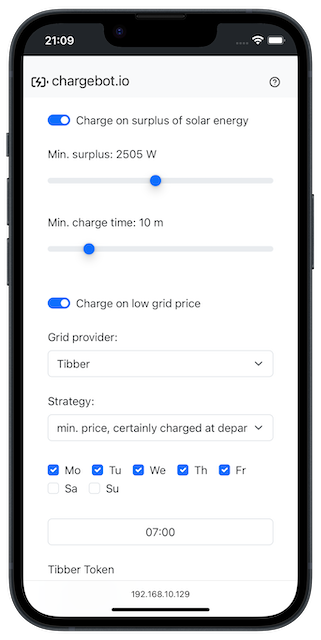 21:09
chargebot.io
Charge on surplus of solar energy
Min. surplus: 2505 W
Min. charge time: 10 m
Charge on low grid price
Grid provider:
Tibber
Strategy:
min. price, certainly charged at depar
Mo Tu We Th Fr
Sa Su
07:00
Tibber Token
192.168.10.129